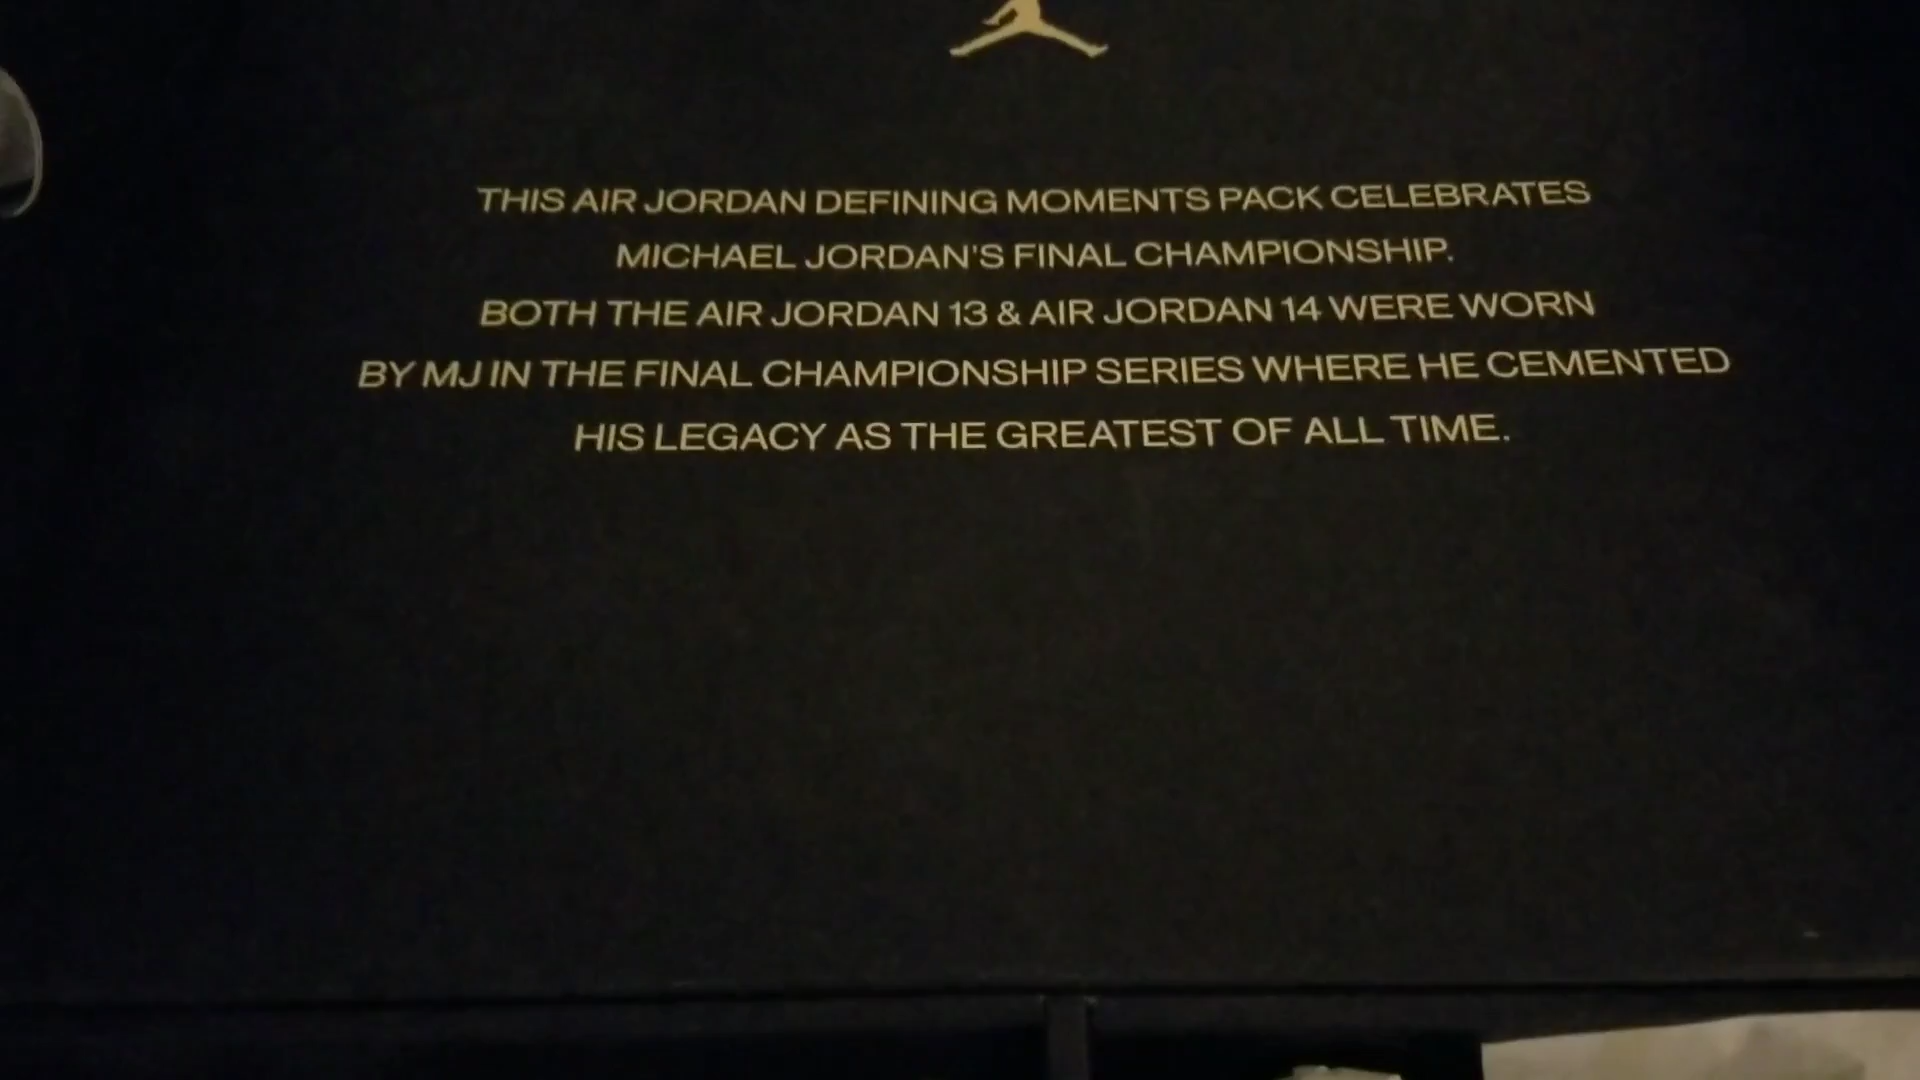 THIS AIR JORDAN DEFINING MOMENTS PACK CELEBRATES
MICHAEL JORDAN'S FINAL CHAMPIONSHIP.
BOTH THE AIR JORDAN 13 & AIR JORDAN 14 WERE WORN
BY MJ IN THE FINAL CHAMPIONSHIP SERIES WHERE HE CEMENTED
HIS LEGACY AS THE GREATEST OF ALL TIME.